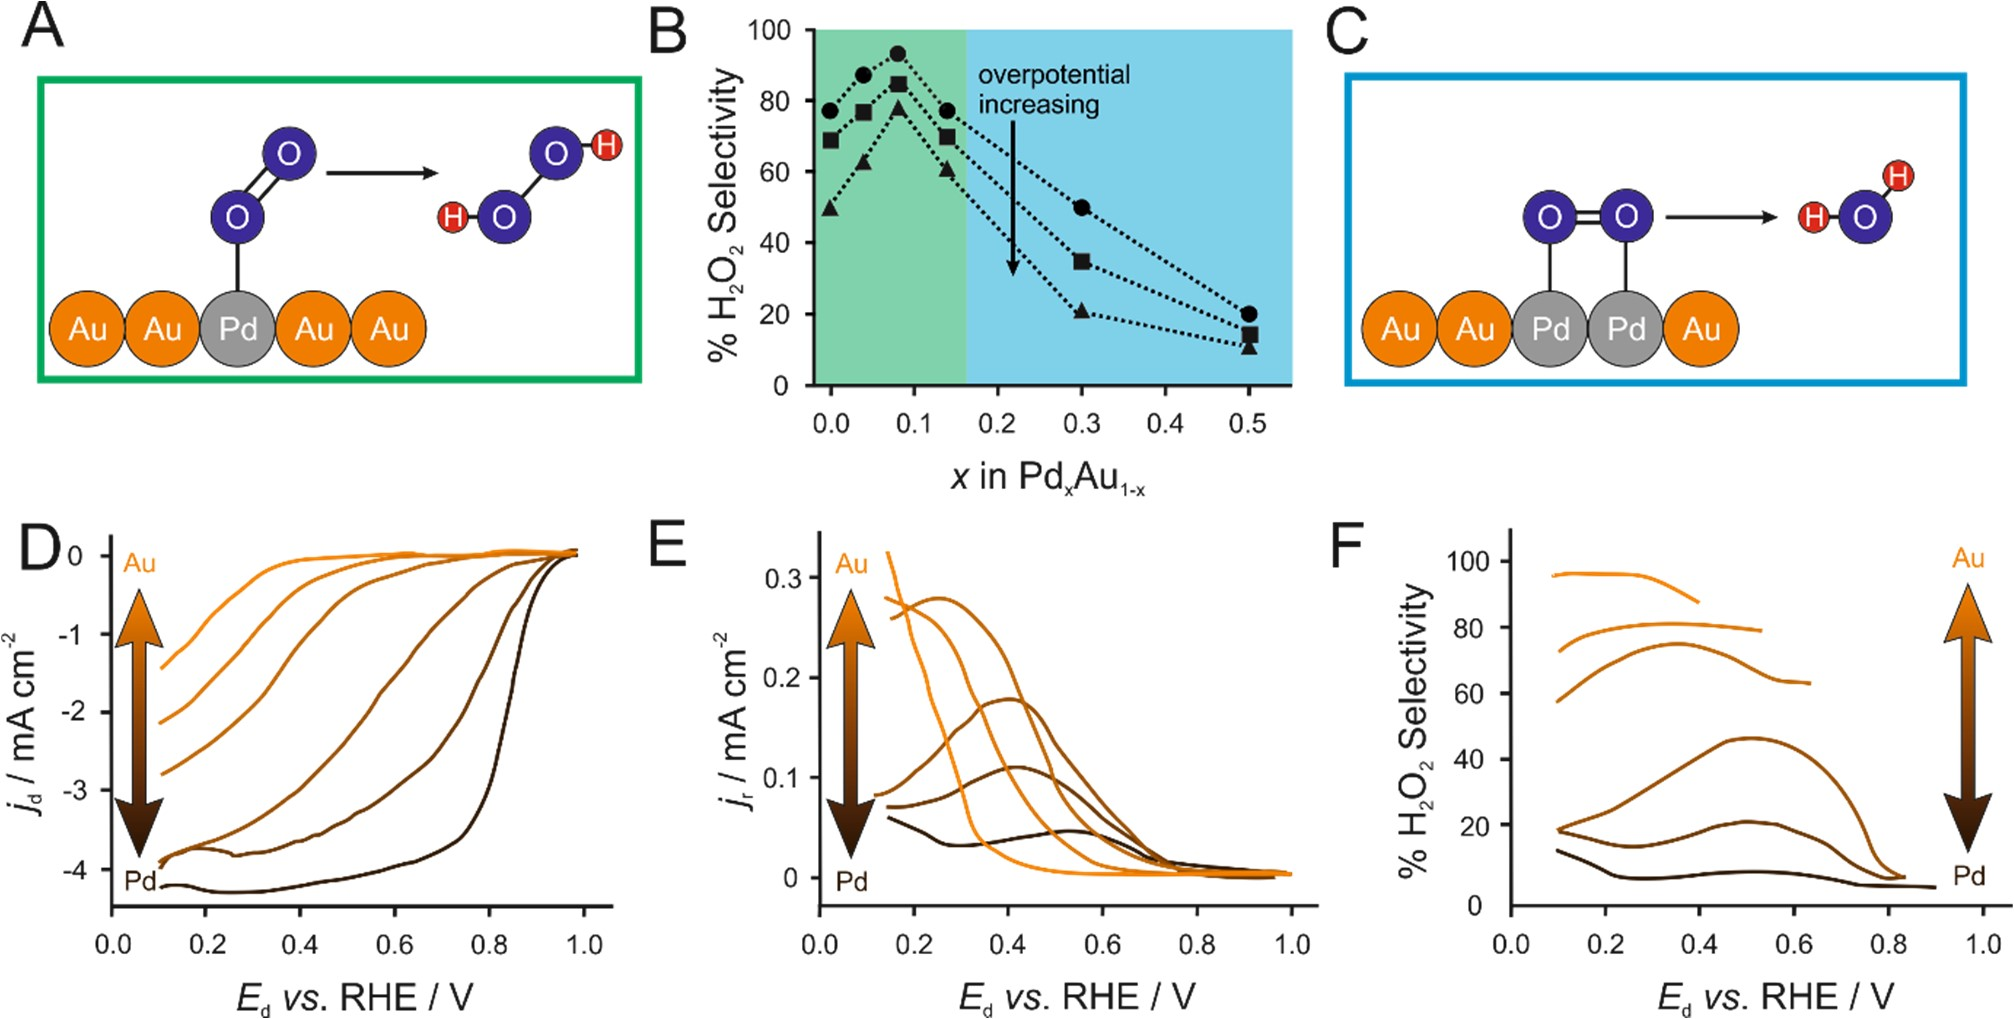 A
O
O
O
H
H
O
Au
Au
Pd
Au
Au
B
% H₂O₂ Selectivity
100
80
60
40
20
0
overpotential
increasing
0.0 0.1 0.2 0.3 0.4 0.5
x in PdₓAu₁₋ₓ
C
O
O
H
H
O
Au
Au
Pd
Pd
Au
D
j_d / mA cm⁻²
0
-1
-2
-3
-4
Au
Pd
0.0 0.2 0.4 0.6 0.8 1.0
E_d vs. RHE / V
E
j_r / mA cm⁻²
0.3
0.2
0.1
0
Au
Pd
0.0 0.2 0.4 0.6 0.8 1.0
E_d vs. RHE / V
F
% H₂O₂ Selectivity
100
80
60
40
20
0
Au
Pd
0.0 0.2 0.4 0.6 0.8 1.0
E_d vs. RHE / V